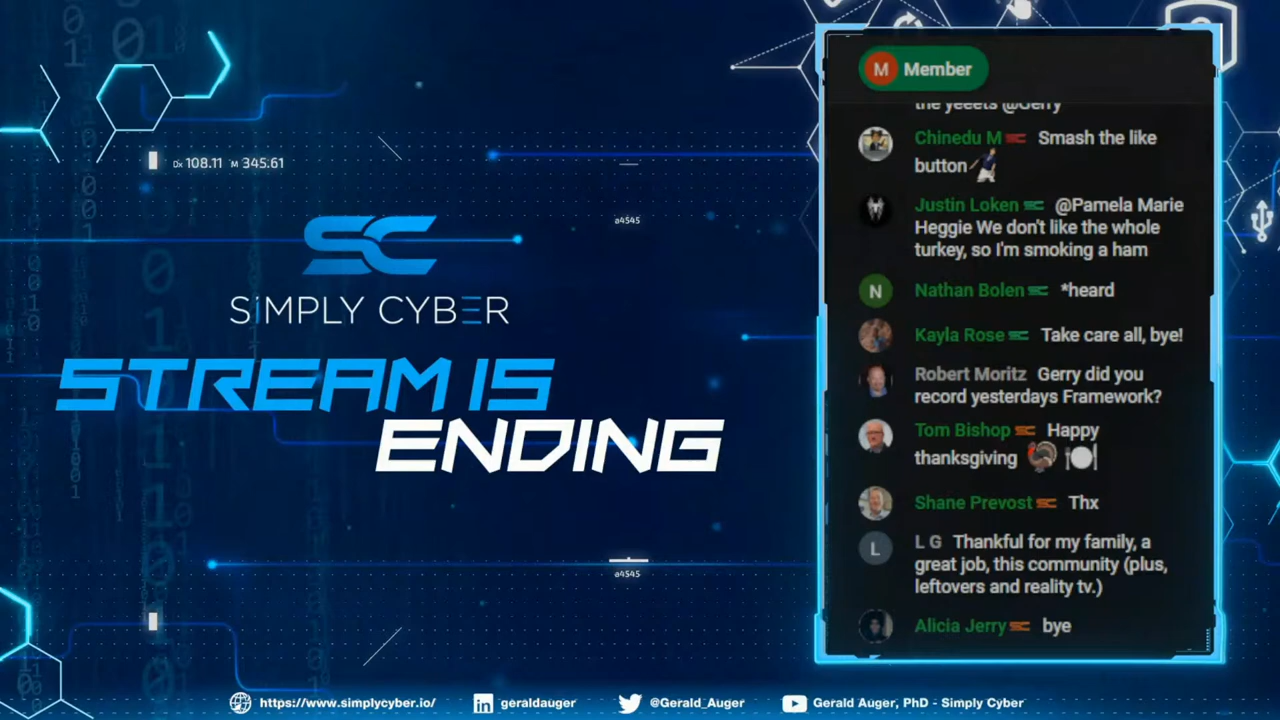 Dx 108.11 M 345.61
a4545
SC
SiMPLY CYBER
STREAM IS
ENDING
a4545
M Member
the yeeets @Gerry
Chinedu M Smash the like
button
Justin Loken @Pamela Marie
Heggie We don't like the whole
turkey, so I'm smoking a ham
N Nathan Bolen *heard
Kayla Rose Take care all, bye!
Robert Moritz Gerry did you
record yesterdays Framework?
Tom Bishop Happy
thanksgiving
Shane Prevost Thx
L L G Thankful for my family, a
great job, this community (plus,
leftovers and reality tv.)
Alicia Jerry bye
https://www.simplycyber.io/ in geraldauger @Gerald_Auger Gerald Auger, PhD - Simply Cyber